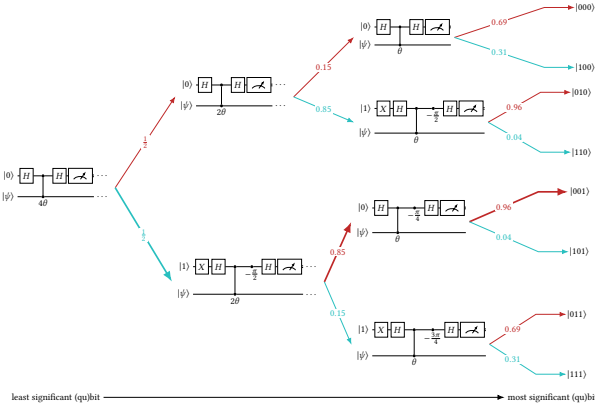 |0⟩ H H 0.69 |000⟩
|ψ⟩ θ
0.31 |100⟩
|0⟩ H H ··· 0.15
|ψ⟩ 2θ ···
0.85
|1⟩ X H −π/2 H 0.96 |010⟩
|ψ⟩ θ
0.04 |110⟩
1/2
|0⟩ H H ···
|ψ⟩ 4θ ···
1/2
|0⟩ H −π/4 H 0.96 |001⟩
|ψ⟩ θ
0.04 |101⟩
|1⟩ X H −π/2 H ··· 0.85
|ψ⟩ 2θ ···
0.15
|1⟩ X H −3π/4 H 0.69 |011⟩
|ψ⟩ θ
0.31 |111⟩
least significant (qu)bit most significant (qu)bi